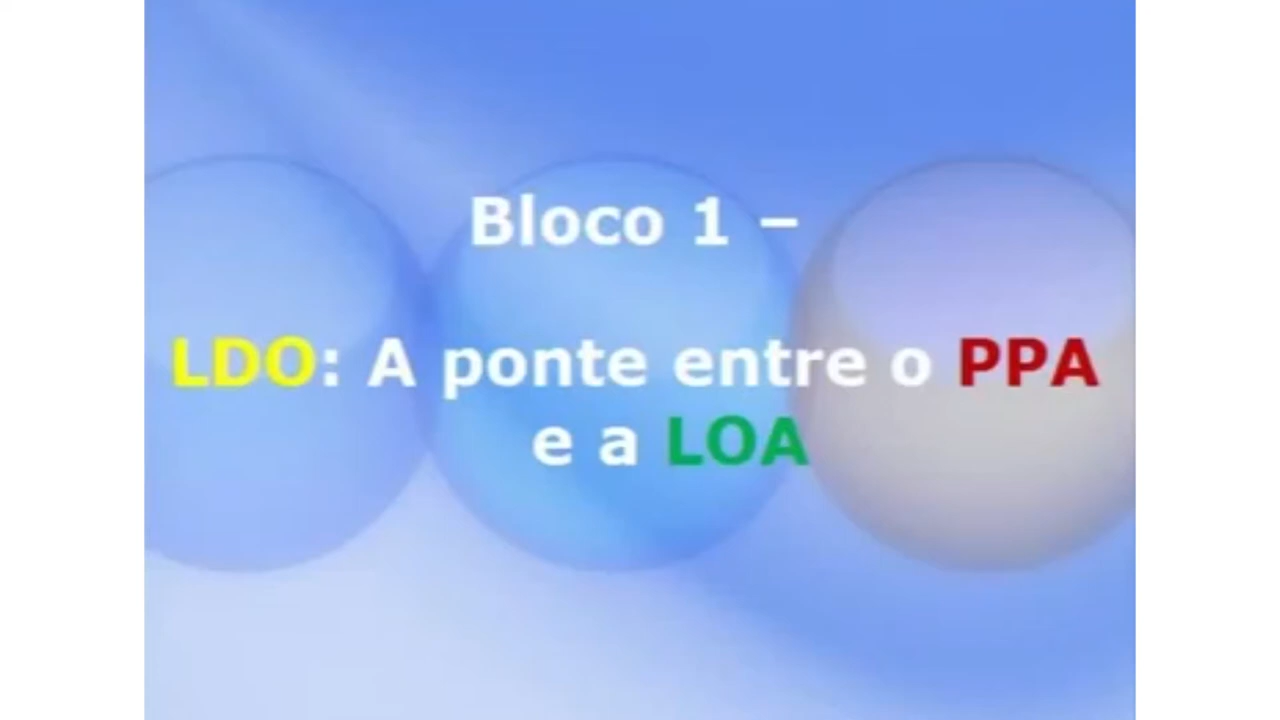 Bloco 1 –
LDO: A ponte entre o PPA
e a LOA